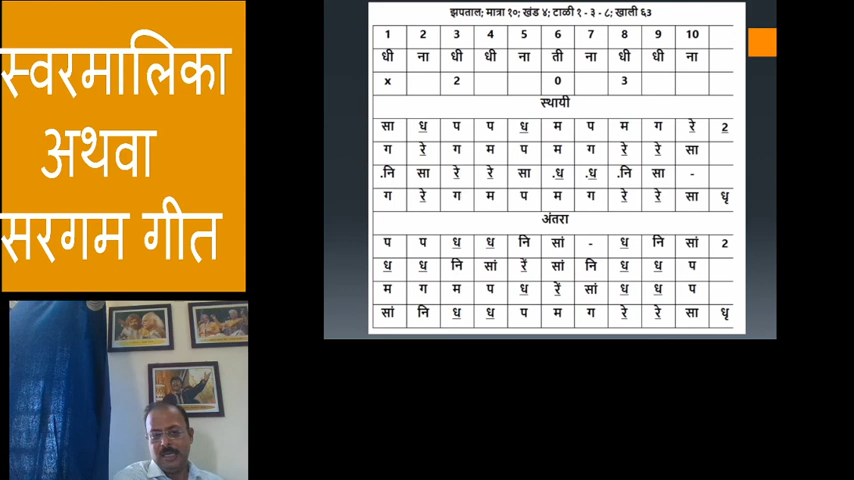 स्वरमालिका
अथवा
सरगम गीत
झपताल; मात्रा १०; खंड ४; टाळी १ - ३ - ८; खाली ६3
1 2 3 4 5 6 7 8 9 10
धी ना धी धी ना ती ना धी धी ना
x 2 0 3
स्थायी
सा ध॒ प प ध॒ म प म ग रे॒ 2
ग रे॒ ग म प म ग रे॒ रे॒ सा
.नि सा रे॒ रे॒ सा .ध॒ .ध॒ .नि सा -
ग रे॒ ग म प म ग रे॒ रे॒ सा धृ
अंतरा
प प ध॒ ध॒ नि सां - ध॒ नि सां 2
ध॒ ध॒ नि सां रें॒ सां नि ध॒ ध॒ प
म ग म प ध॒ रें॒ सां ध॒ ध॒ प
सां नि ध॒ ध॒ प म ग रे॒ रे॒ सा धृ